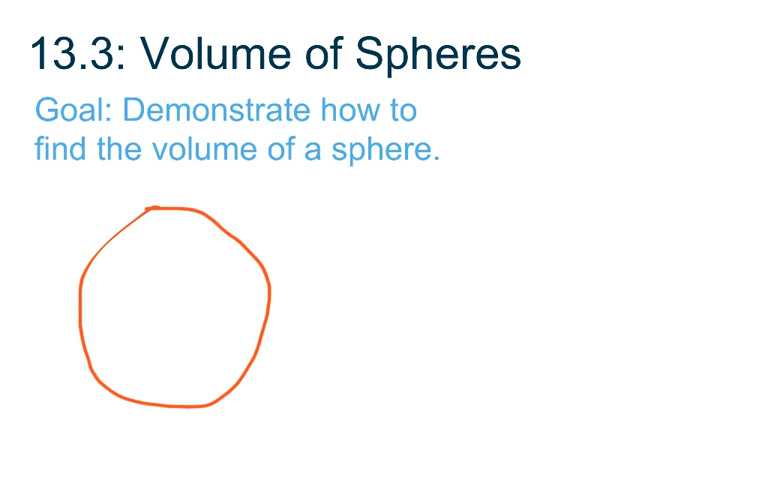 13.3: Volume of Spheres
Goal: Demonstrate how to
find the volume of a sphere.